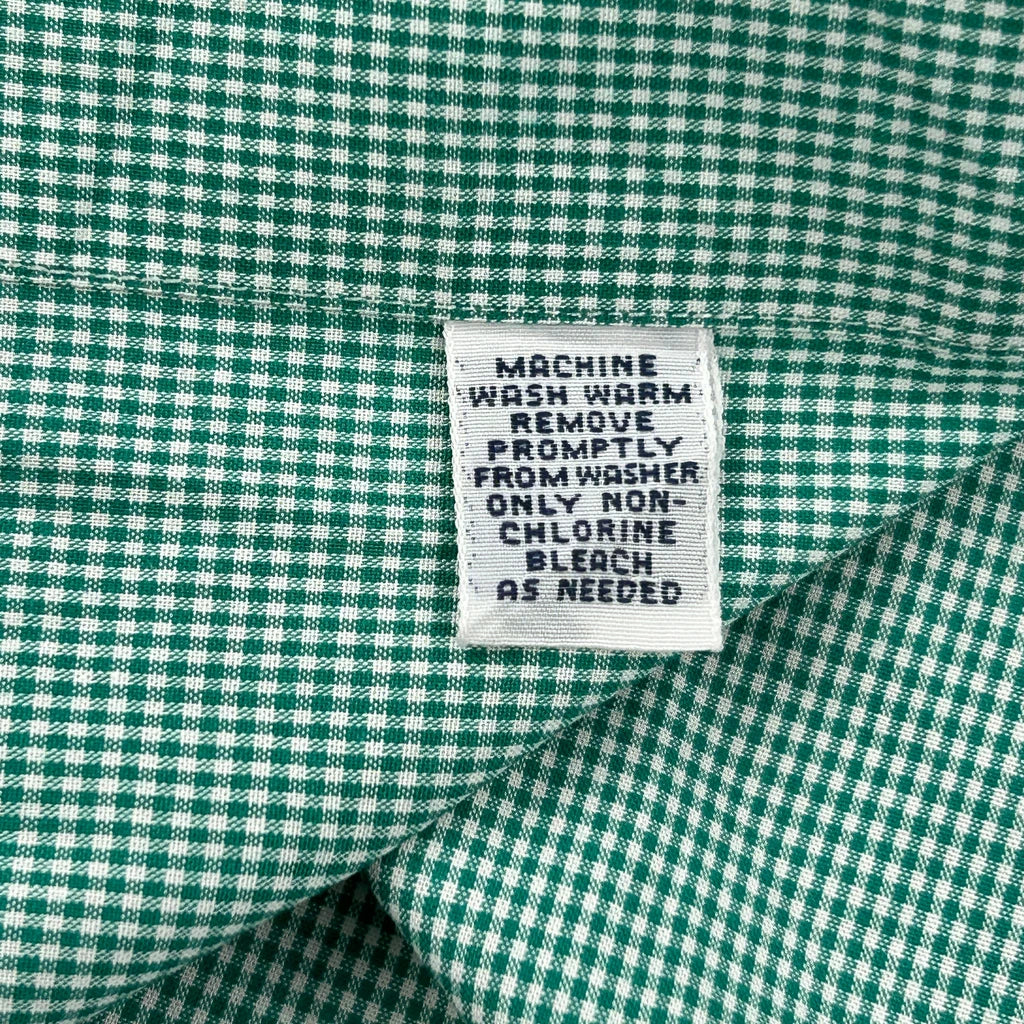 MACHINE
WASH WARM
REMOVE
PROMPTLY
FROM WASHER
ONLY NON-
CHLORINE
BLEACH
AS NEEDED